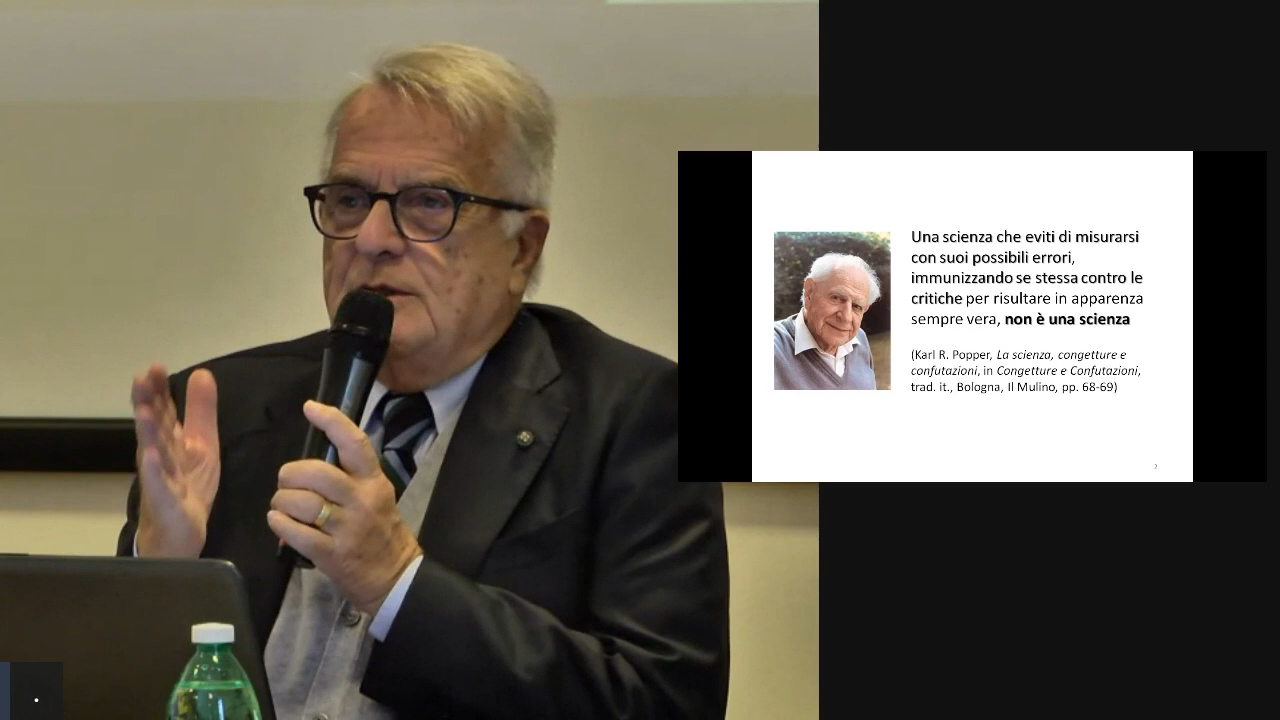 Una scienza che eviti di misurarsi
con suoi possibili errori,
immunizzando se stessa contro le
critiche per risultare in apparenza
sempre vera, non è una scienza
(Karl R. Popper, La scienza, congetture e
confutazioni, in Congetture e Confutazioni,
trad. it., Bologna, Il Mulino, pp. 68-69)